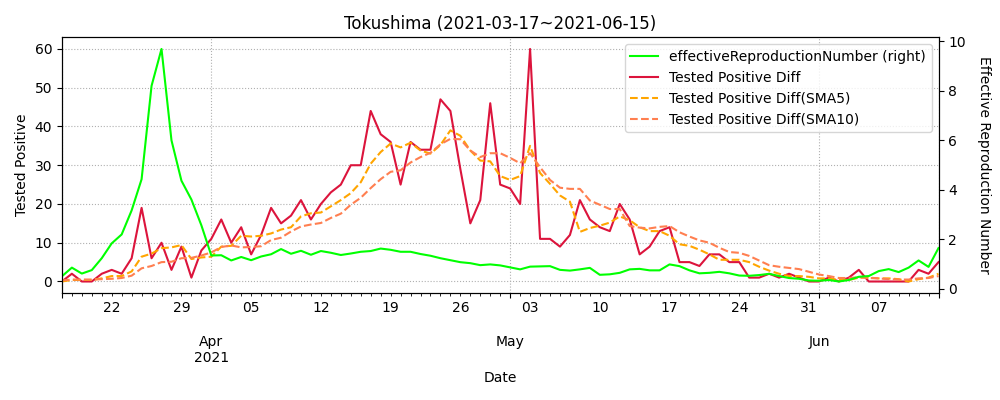 Tokushima (2021-03-17~2021-06-15)
effectiveReproductionNumber (right)
Tested Positive Diff
Tested Positive Diff(SMA5)
Tested Positive Diff(SMA10)
Tested Positive
60
50
40
30
20
10
0
Effective Reproduction Number
10
8
6
4
2
0
22 29 05 12 19 26 03 10 17 24 31 07
Apr May Jun
2021
Date